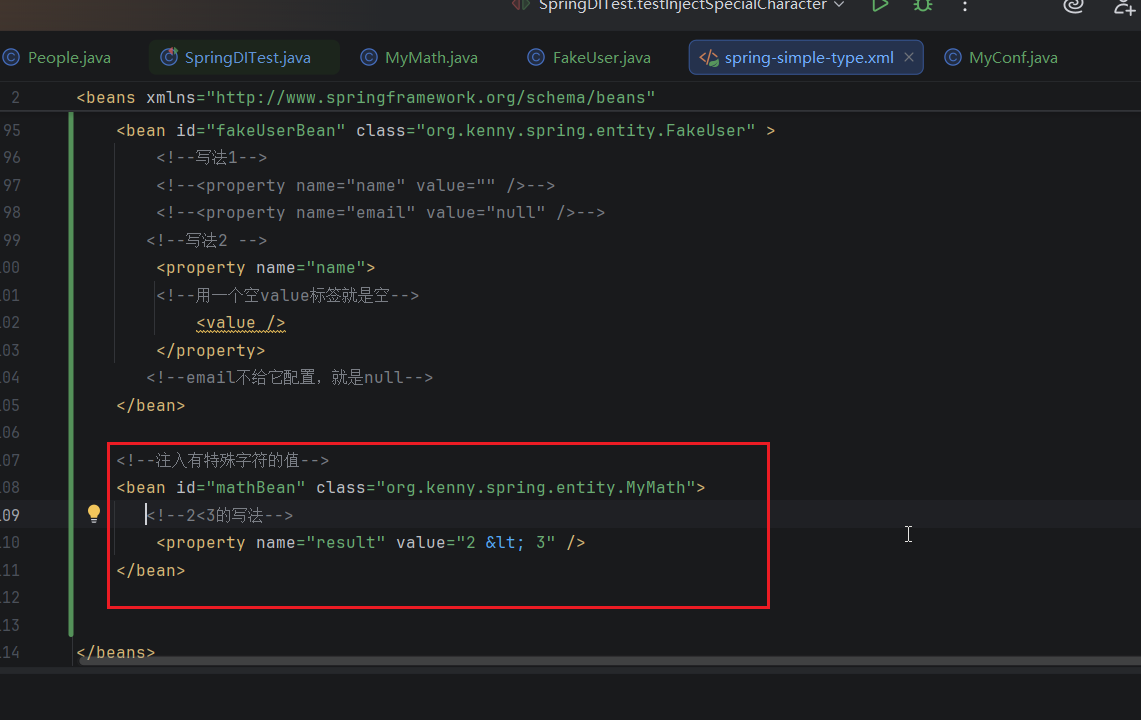 SpringDITest.testInjectSpecialCharacter
People.java
SpringDITest.java
MyMath.java
FakeUser.java
spring-simple-type.xml
MyConf.java
2 <beans xmlns="http://www.springframework.org/schema/beans"
95 <bean id="fakeUserBean" class="org.kenny.spring.entity.FakeUser" >
96 <!--写法1-->
97 <!--<property name="name" value="" />-->
98 <!--<property name="email" value="null" />-->
99 <!--写法2 -->
00 <property name="name">
01 <!--用一个空value标签就是空-->
02 <value />
03 </property>
04 <!--email不给它配置，就是null-->
05 </bean>
06
07 <!--注入有特殊字符的值-->
08 <bean id="mathBean" class="org.kenny.spring.entity.MyMath">
09 <!--2<3的写法-->
10 <property name="result" value="2 &lt; 3" />
11 </bean>
12
13
14 </beans>